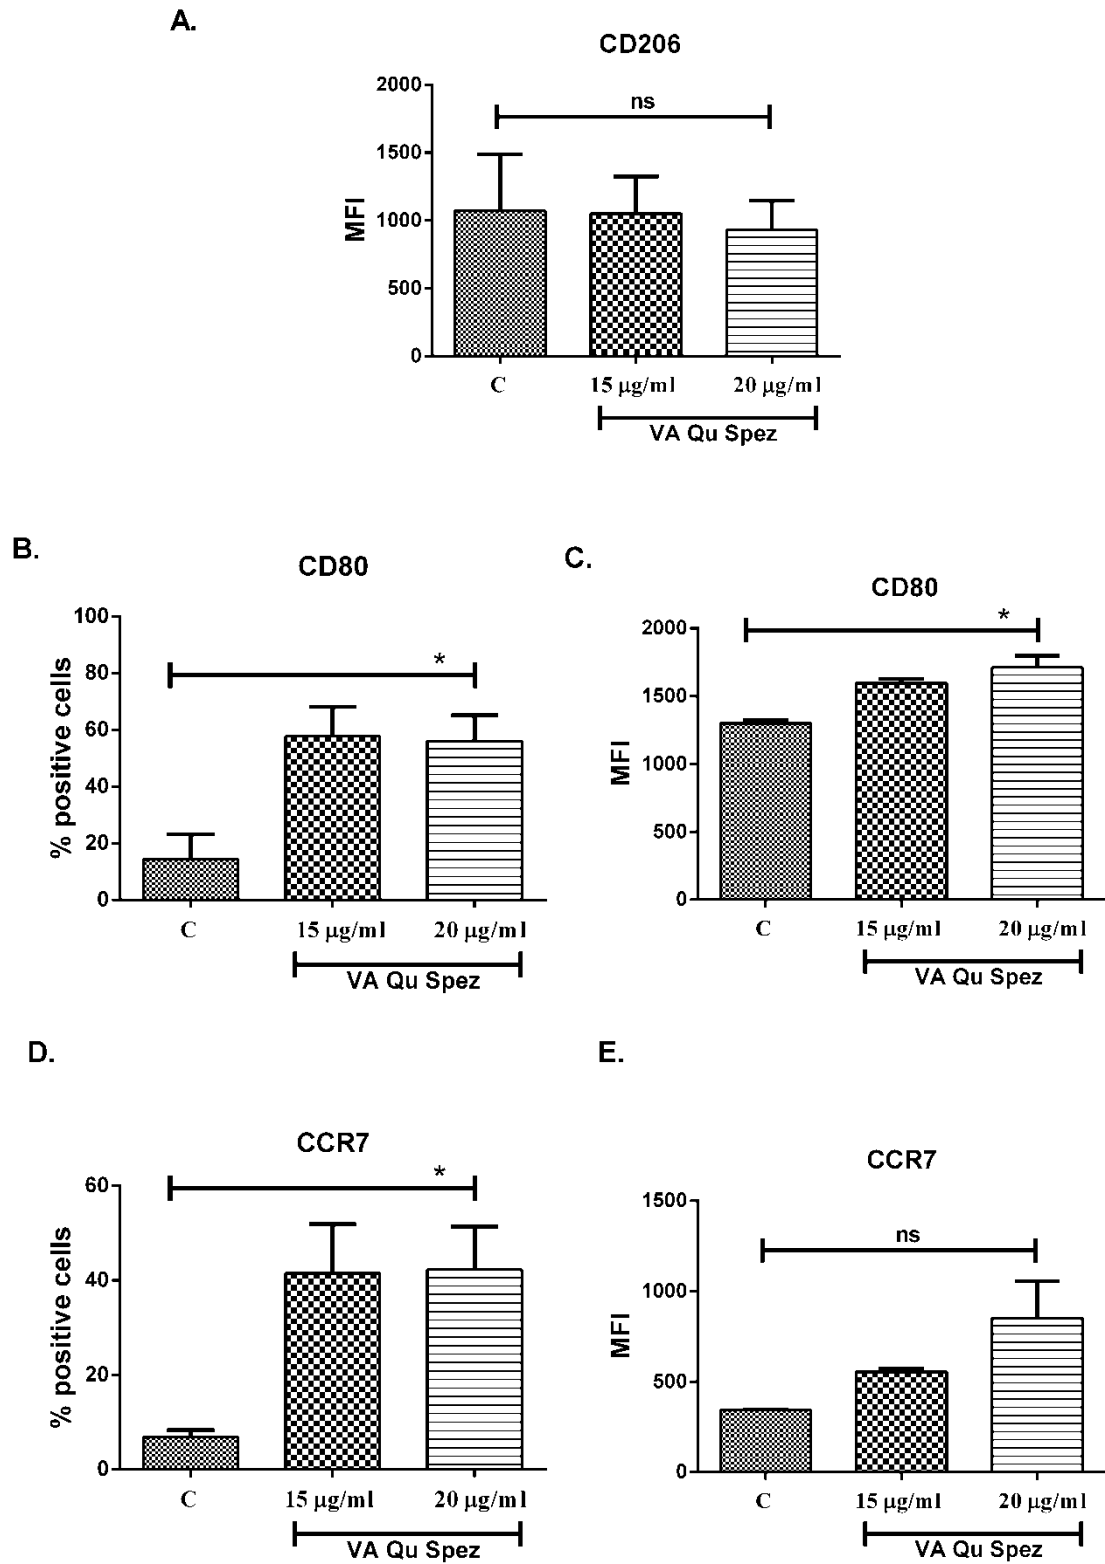 A.
CD206
2000
ns
1500
MFI
1000
500
0
C 15 μg/ml 20 μg/ml
VA Qu Spez
B.
CD80
100
% positive cells
80
*
60
40
20
0
C 15 μg/ml 20 μg/ml
VA Qu Spez
C.
CD80
2000
*
1500
MFI
1000
500
0
C 15 μg/ml 20 μg/ml
VA Qu Spez
D.
CCR7
60
*
% positive cells
40
20
0
C 15 μg/ml 20 μg/ml
VA Qu Spez
E.
CCR7
1500
ns
1000
MFI
500
0
C 15 μg/ml 20 μg/ml
VA Qu Spez